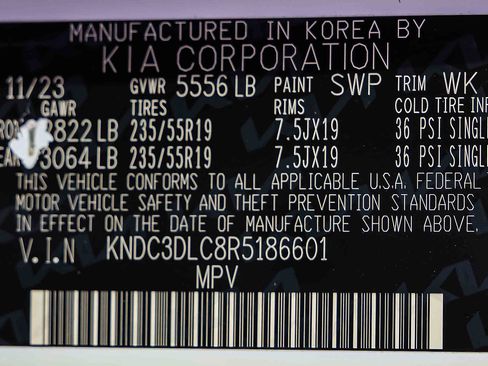 MANUFACTURED IN KOREA BY
KIA CORPORATION
11/23 GVWR 5556 LB PAINT SWP TRIM WK
GAWR TIRES RIMS COLD TIRE INF
3822 LB 235/55R19 7.5JX19 36 PSI SINGL
3064 LB 235/55R19 7.5JX19 36 PSI SINGL
THIS VEHICLE CONFORMS TO ALL APPLICABLE U.S.A. FEDERAL
MOTOR VEHICLE SAFETY AND THEFT PREVENTION STANDARDS
IN EFFECT ON THE DATE OF MANUFACTURE SHOWN ABOVE.
V.I.N KNDC3DLC8R5186601
MPV